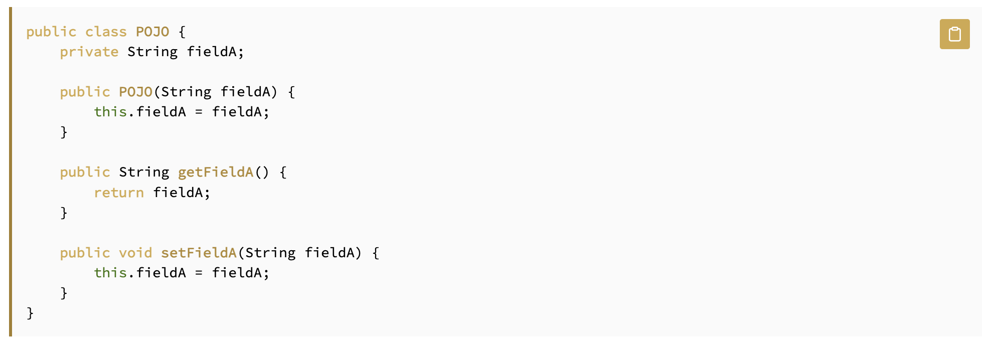 public class POJO {
    private String fieldA;

    public POJO(String fieldA) {
        this.fieldA = fieldA;
    }

    public String getFieldA() {
        return fieldA;
    }

    public void setFieldA(String fieldA) {
        this.fieldA = fieldA;
    }
}